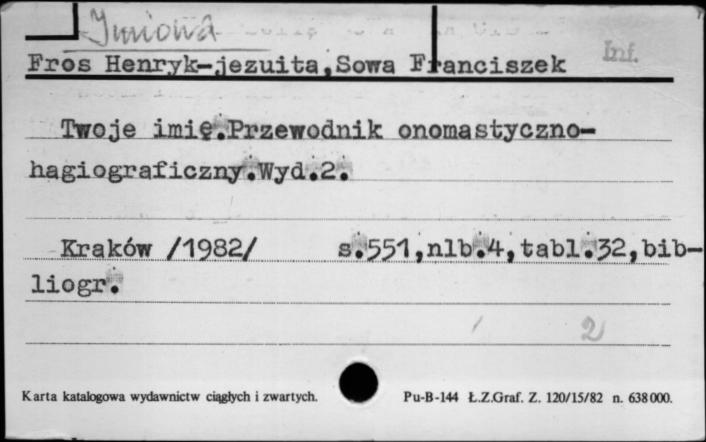 Imiona
Inf.
Fros Henryk-jezuita,Sowa Franciszek
Twoje imię.Przewodnik onomastyczno-
hagiograficzny.Wyd.2.
Kraków /1982/ s.551,nlb.4,tabl.32,bib-
liogr.
2
Karta katalogowa wydawnictw ciągłych i zwartych. Pu-B-144 Ł.Z.Graf. Z. 120/15/82 n. 638000.